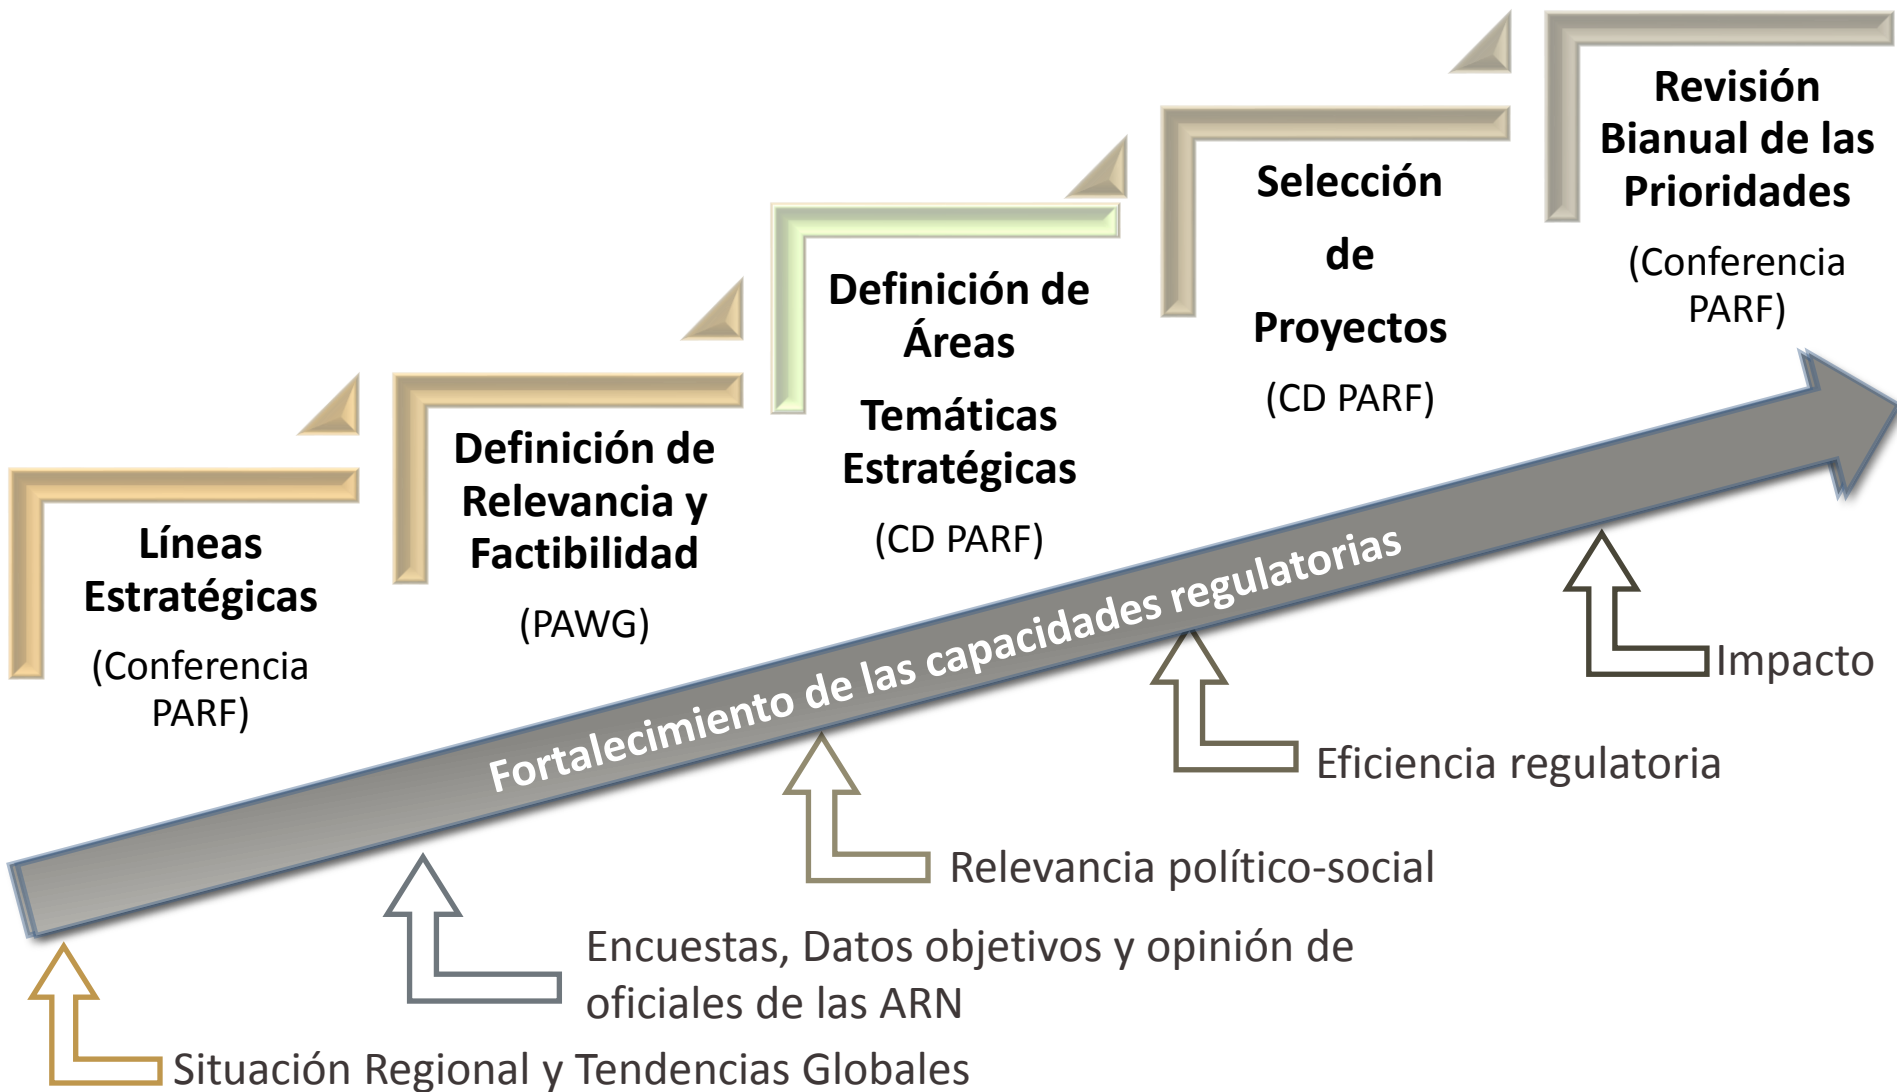 Líneas
Estratégicas
(Conferencia
PARF)
Definición de
Relevancia y
Factibilidad
(PAWG)
Definición de
Áreas
Temáticas
Estratégicas
(CD PARF)
Selección
de
Proyectos
(CD PARF)
Revisión
Bianual de las
Prioridades
(Conferencia
PARF)
Fortalecimiento de las capacidades regulatorias
Impacto
Eficiencia regulatoria
Relevancia político-social
Encuestas, Datos objetivos y opinión de
oficiales de las ARN
Situación Regional y Tendencias Globales